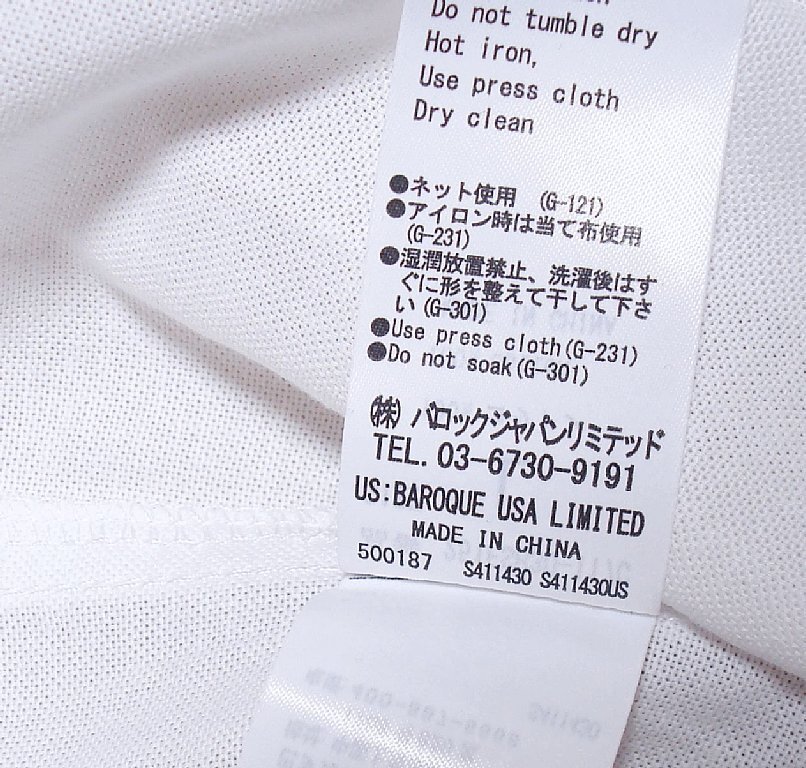 Do not tumble dry
Hot iron,
Use press cloth
Dry clean
●ネット使用 (G-121)
●アイロン時は当て布使用
(G-231)
●湿潤放置禁止、洗濯後はす
ぐに形を整えて干して下さ
い (G-301)
●Use press cloth(G-231)
●Do not soak(G-301)
㈱ バロックジャパンリミテッド
TEL. 03-6730-9191
US:BAROQUE USA LIMITED
MADE IN CHINA
500187 S411430 S411430US